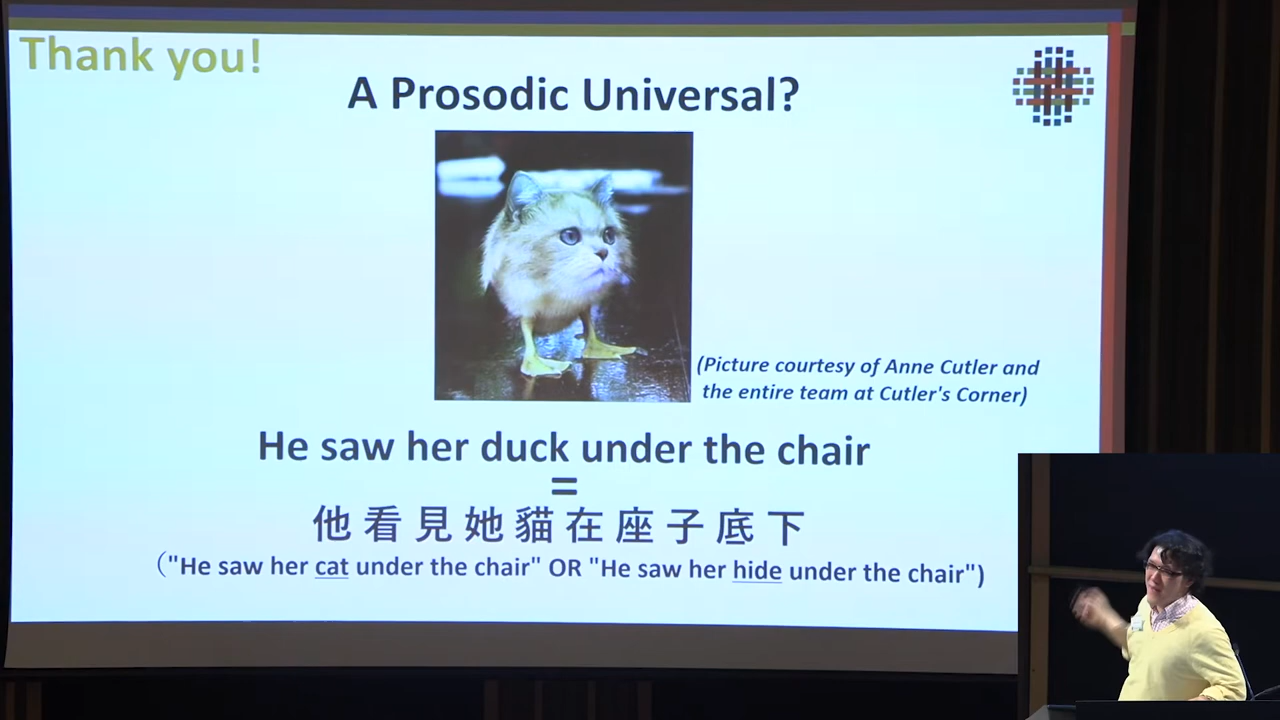 Thank you!
A Prosodic Universal?
(Picture courtesy of Anne Cutler and
the entire team at Cutler's Corner)
He saw her duck under the chair
=
他看見她貓在座子底下
("He saw her cat under the chair" OR "He saw her hide under the chair")